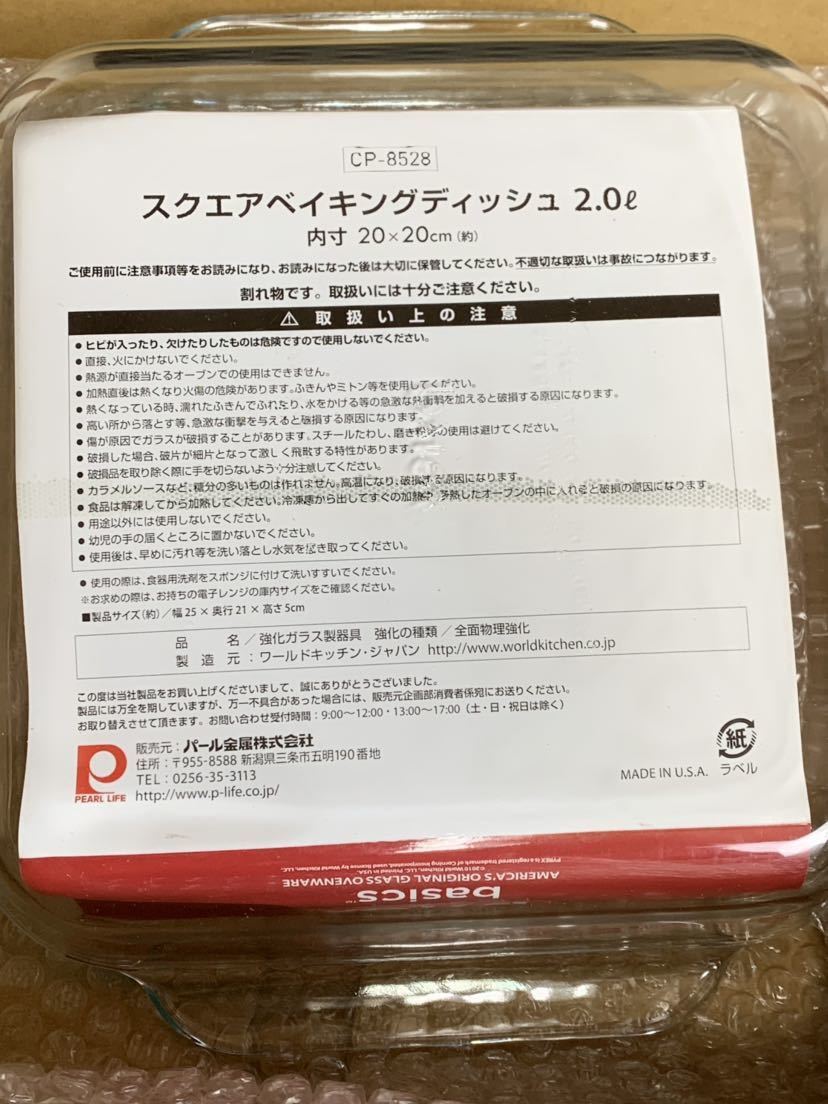 CP-8528
スクエアベイキングディッシュ 2.0ℓ
内寸 20×20cm(約)
ご使用前に注意事項等をお読みになり、お読みになった後は大切に保管してください。不適切な取扱いは事故につながります。
割れ物です。取扱いには十分ご注意ください。
⚠ 取扱い上の注意
● ヒビが入ったり、欠けたりしたものは危険ですので使用しないでください。
● 直接、火にかけないでください。
● 熱源が直接当たるオーブンでの使用はできません。
● 加熱直後は熱くなり火傷の危険があります。ふきんやミトン等を使用してください。
● 熱くなっている時、濡れたふきんでふれたり、水をかける等の急激な熱衝撃を加えると破損する原因になります。
● 高い所から落とす等、急激な衝撃を与えると破損する原因になります。
● 傷が原因でガラスが破損することがあります。スチールたわし、磨き粉等の使用は避けてください。
● 破損した場合、破片が細片となって激しく飛散する特性があります。
● 破損品を取り除く際に手を切らないよう十分注意してください。
● カラメルソースなど、糖分の多いものは作れません。高温になり、破損する原因になります。
● 食品は解凍してから加熱してください。冷凍庫から出してすぐの加熱や、予熱したオーブンの中に入れると破損の原因になります。
● 用途以外には使用しないでください。
● 幼児の手の届くところに置かないでください。
● 使用後は、早めに汚れ等を洗い落とし水気を拭き取ってください。
● 使用の際は、食器用洗剤をスポンジに付けて洗いすすいでください。
※お求めの際は、お持ちの電子レンジの庫内サイズをご確認ください。
■製品サイズ(約)/幅25×奥行21×高さ5cm
品 名/強化ガラス製器具 強化の種類/全面物理強化
製造元:ワールドキッチン・ジャパン http://www.worldkitchen.co.jp
この度は当社製品をお買い上げくださいまして、誠にありがとうございました。
製品には万全を期していますが、万一不具合があった場合には、販売元企画部消費者係宛にお送りください。
お取り替えさせて頂きます。お問い合わせ受付時間:9:00〜12:00・13:00〜17:00(土・日・祝日は除く)
PEARL LIFE
販売元:パール金属株式会社
住所:〒955-8588 新潟県三条市五明190番地
TEL:0256-35-3113
http://www.p-life.co.jp/
MADE IN U.S.A.
紙
ラベル
basics™
AMERICA'S ORIGINAL GLASS OVENWARE
©2010 World Kitchen, LLC. Printed in USA.
PYREX is a registered trademark of Corning Incorporated, used under license by World Kitchen, LLC.